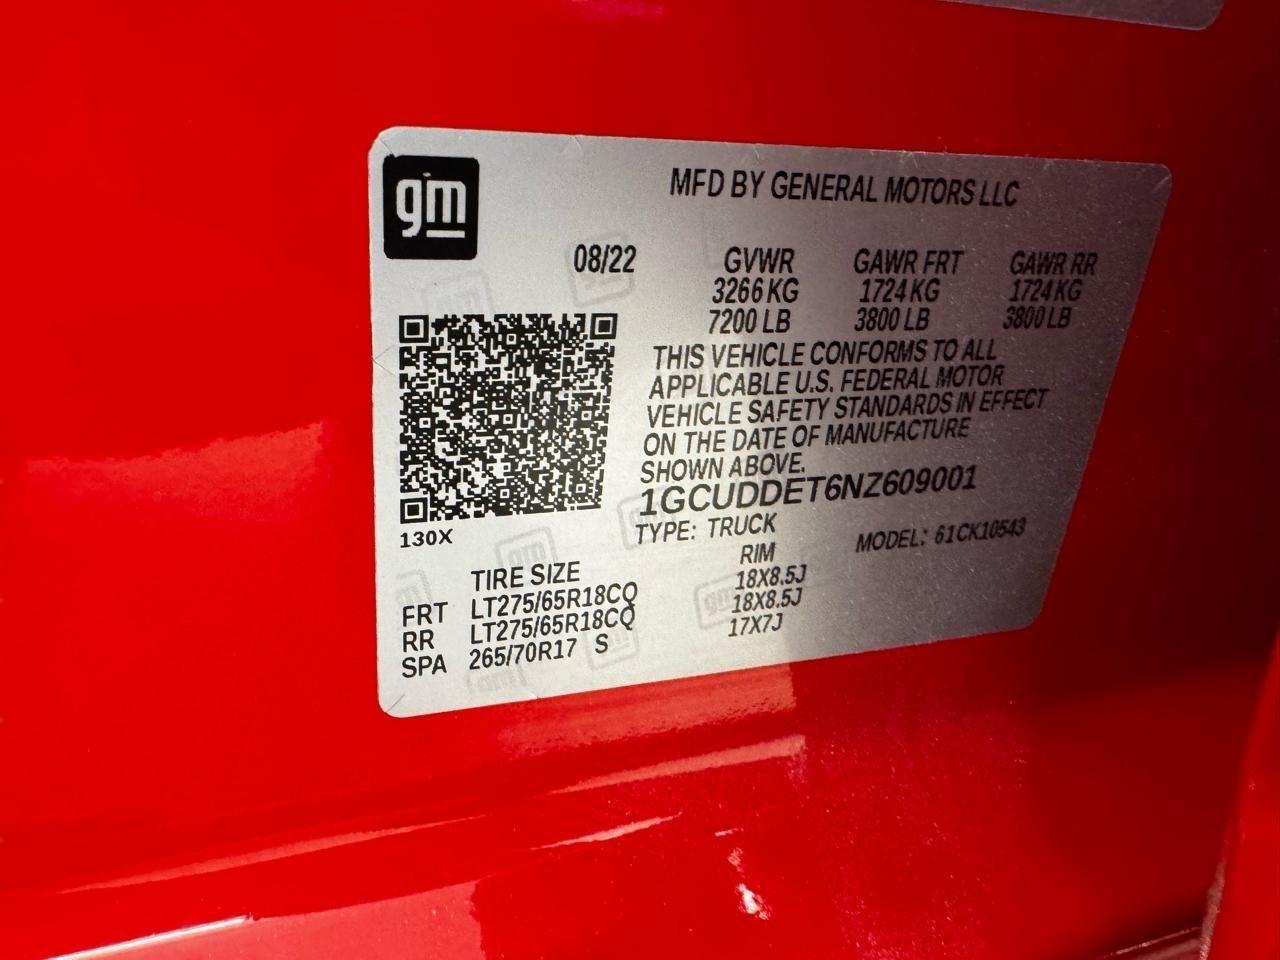 gm
MFD BY GENERAL MOTORS LLC
08/22 GVWR GAWR FRT GAWR RR
3266 KG 1724 KG 1724 KG
7200 LB 3800 LB 3800 LB
THIS VEHICLE CONFORMS TO ALL
APPLICABLE U.S. FEDERAL MOTOR
VEHICLE SAFETY STANDARDS IN EFFECT
ON THE DATE OF MANUFACTURE
SHOWN ABOVE.
1GCUDDET6NZ609001
130X
TYPE: TRUCK MODEL: 61CK10543
TIRE SIZE RIM
FRT LT275/65R18CQ 18X8.5J
RR LT275/65R18CQ 18X8.5J
SPA 265/70R17 S 17X7J